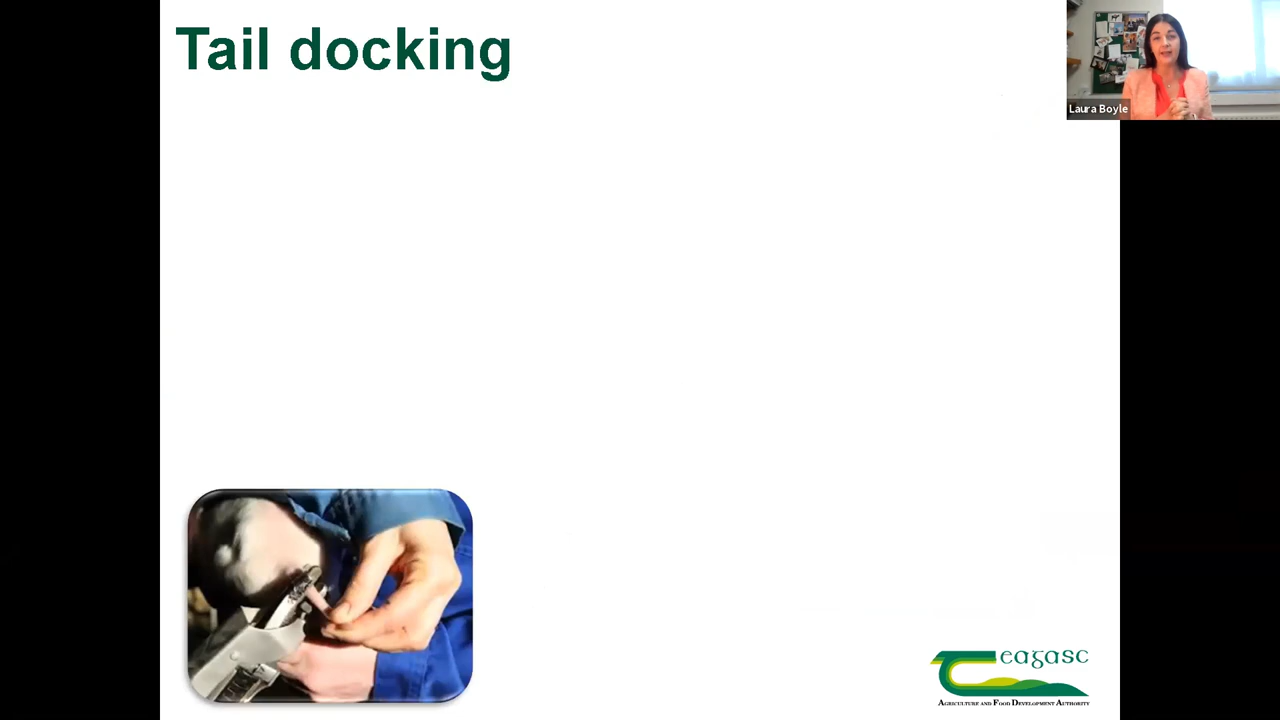 Tail docking
Laura Boyle
teagasc
AGRICULTURE AND FOOD DEVELOPMENT AUTHORITY